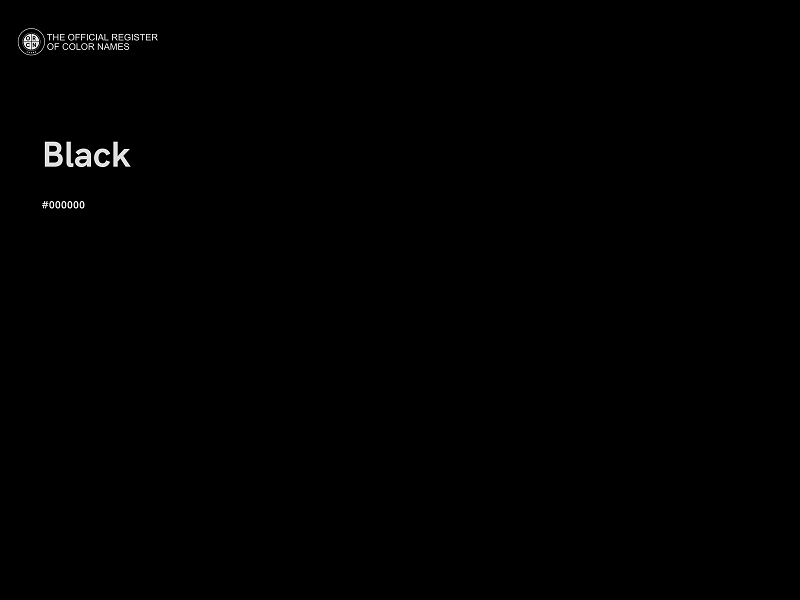 THE OFFICIAL REGISTER
OF COLOR NAMES
Black
#000000